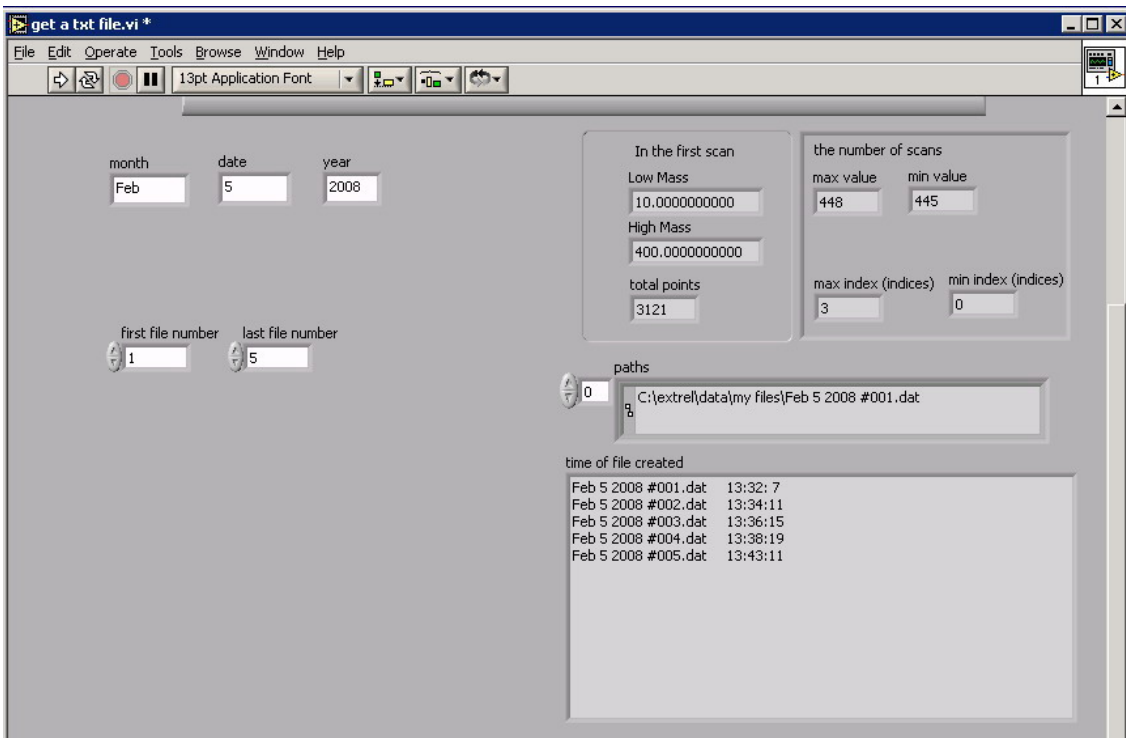 get a txt file.vi *
File Edit Operate Tools Browse Window Help
13pt Application Font
1
month date year
Feb 5 2008
first file number last file number
1 5
In the first scan
Low Mass
10.0000000000
High Mass
400.0000000000
total points
3121
the number of scans
max value min value
448 445
max index (indices) min index (indices)
3 0
paths
0 C:\extrel\data\my files\Feb 5 2008 #001.dat
time of file created
Feb 5 2008 #001.dat 13:32: 7
Feb 5 2008 #002.dat 13:34:11
Feb 5 2008 #003.dat 13:36:15
Feb 5 2008 #004.dat 13:38:19
Feb 5 2008 #005.dat 13:43:11